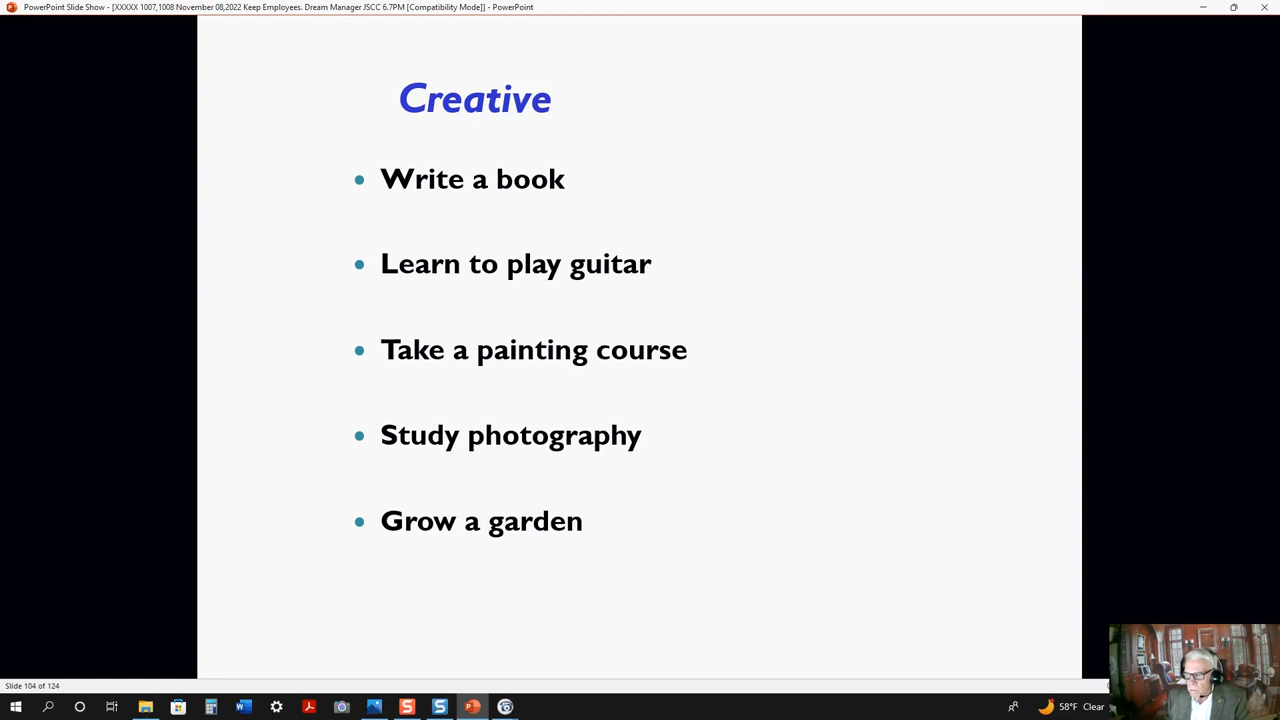 PowerPoint Slide Show - [XXXXX 1007,1008 November 08,2022 Keep Employees. Dream Manager JSCC 6.7PM [Compatibility Mode]] - PowerPoint
Creative
• Write a book
• Learn to play guitar
• Take a painting course
• Study photography
• Grow a garden
Slide 104 of 124
58°F Clear